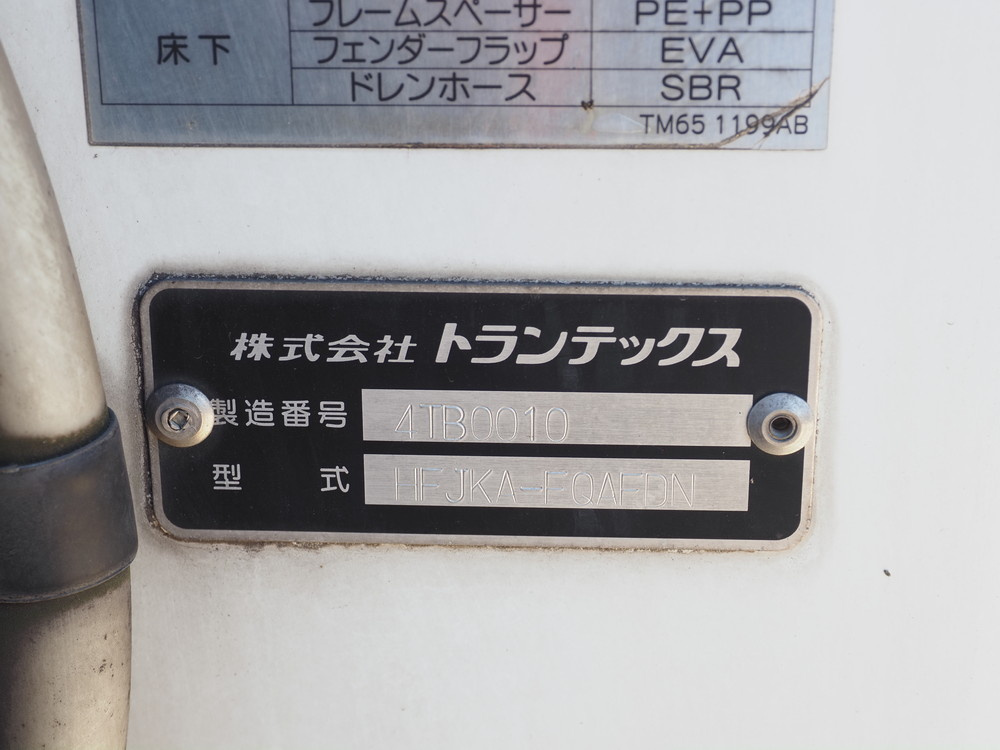 フレームスペーサー PE+PP
床下 フェンダーフラップ EVA
ドレンホース SBR
TM65 1199AB
株式会社 トランテックス
製造番号 4TB0010
型式 HFJKA-FQAFDN